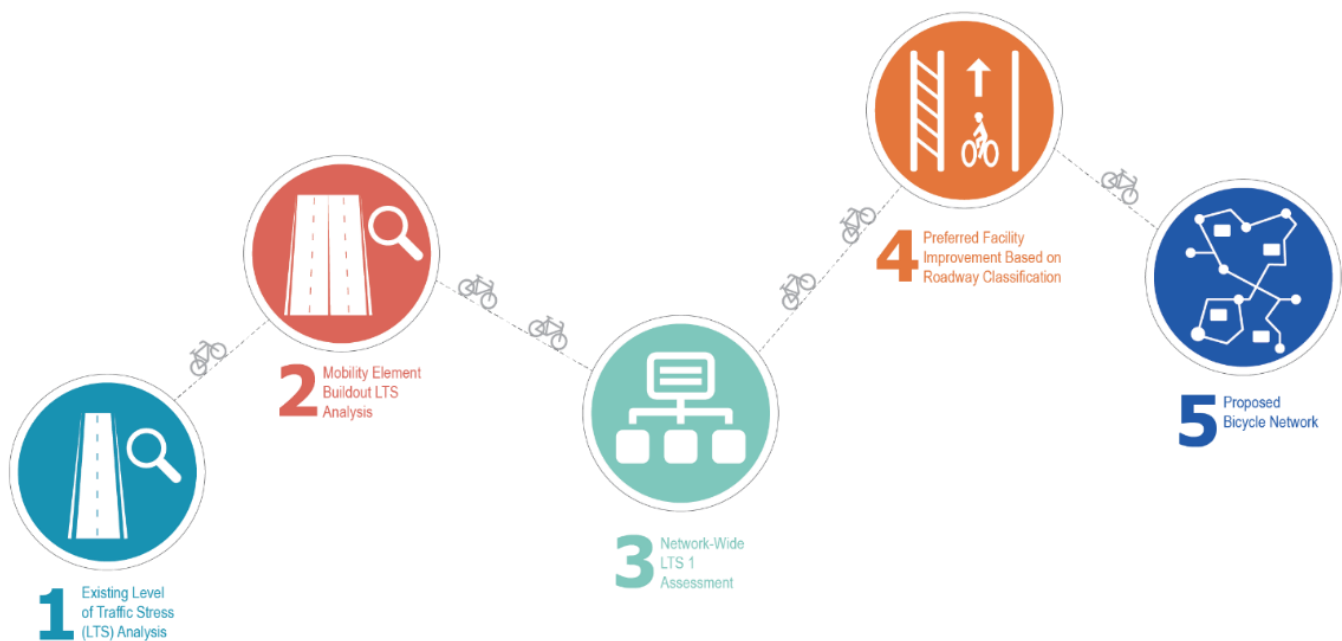 1
Existing Level
of Traffic Stress
(LTS) Analysis
2
Mobility Element
Buildout LTS
Analysis
3
Network-Wide
LTS 1
Assessment
4
Preferred Facility
Improvement Based on
Roadway Classification
5
Proposed
Bicycle Network